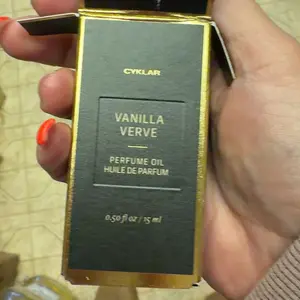 CYKLAR
VANILLA
VERVE
PERFUME OIL
HUILE DE PARFUM
0.50 fl oz / 15 ml